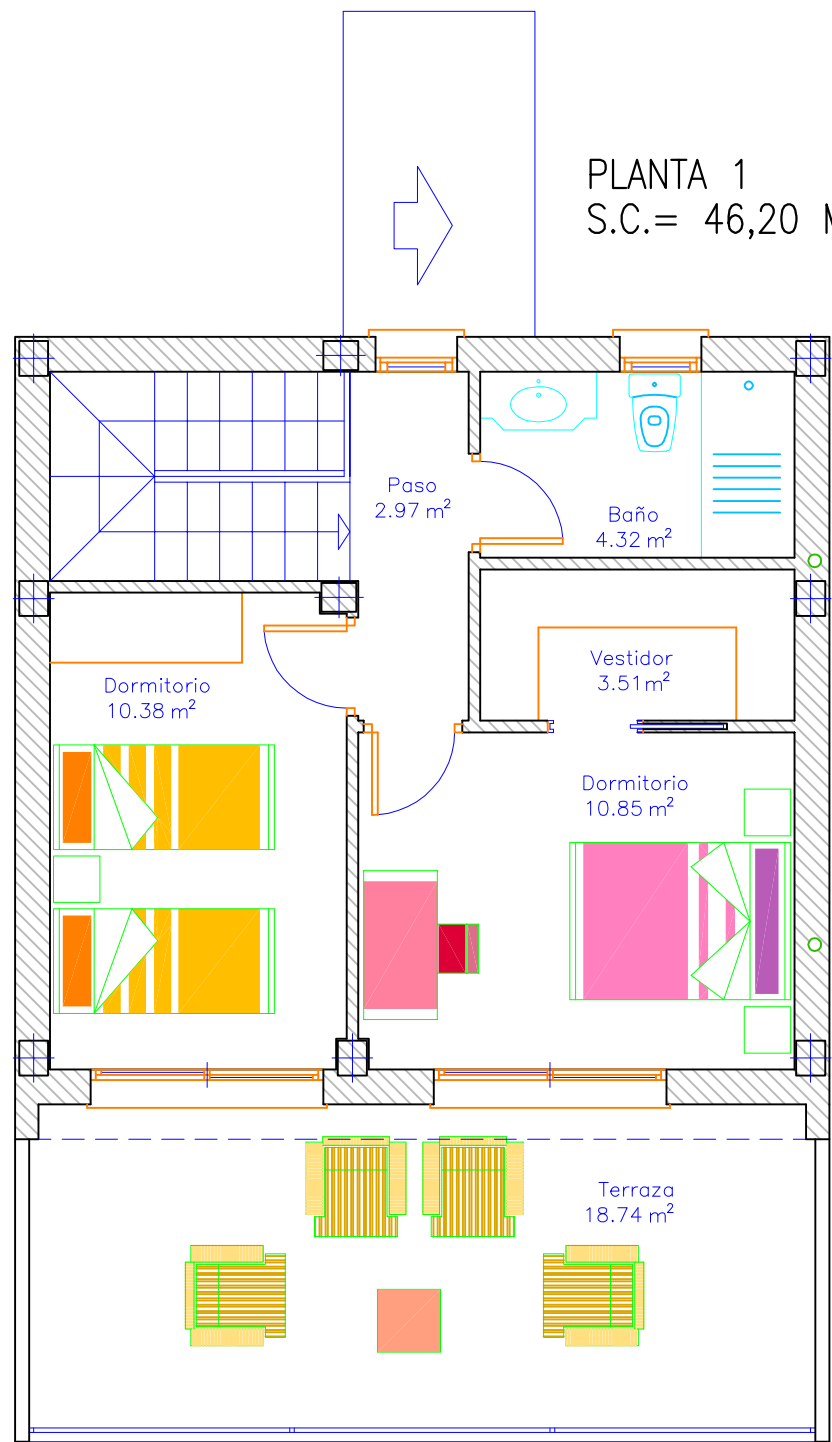 PLANTA 1
S.C.= 46,20
Paso
2.97 m²
Baño
4.32 m²
Vestidor
3.51m²
Dormitorio
10.38 m²
Dormitorio
10.85 m²
Terraza
18.74 m²